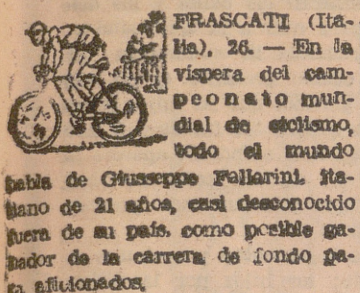 FRASCATI (Ita-
lia), 26. — En la
víspera del cam-
peonato mun-
dial de ciclismo,
todo el mundo
habla de Giusseppe Fallarini, ita-
liano de 21 años, casi desconocido
fuera de su país, como posible ga-
nador de la carrera de fondo pa-
ra aficionados.